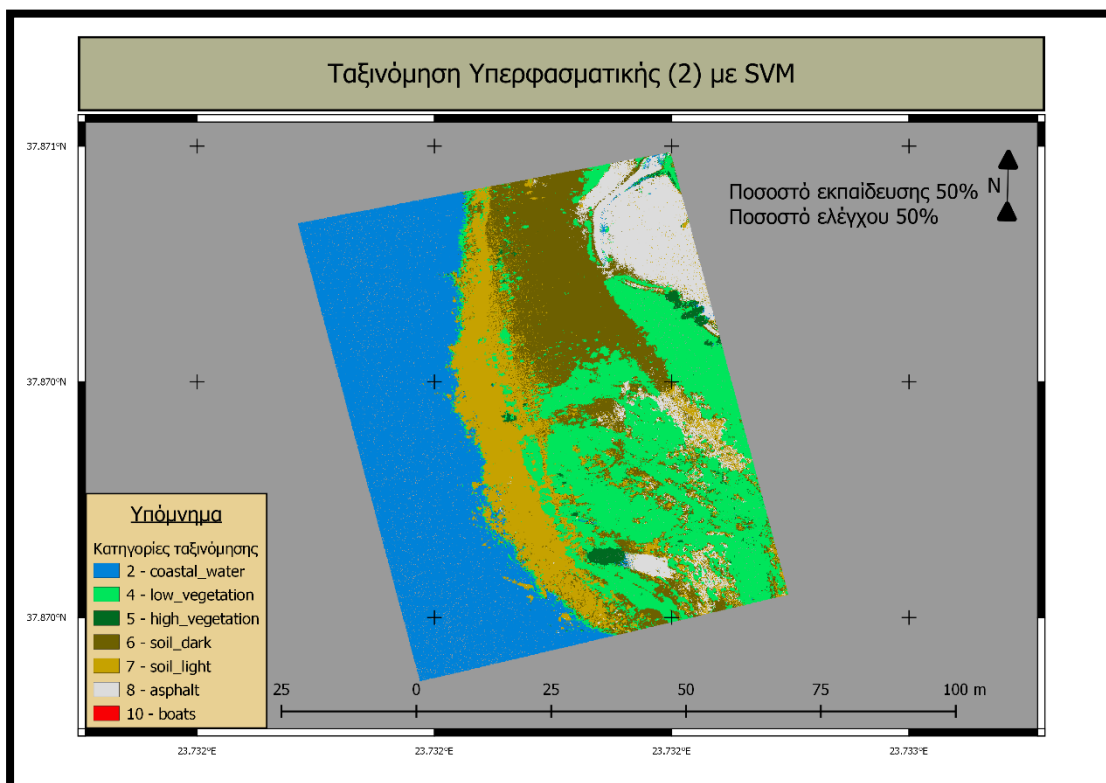 Ταξινόμηση Υπερφασματικής (2) με SVM
37.871°N
37.870°N
37.870°N
Ποσοστό εκπαίδευσης 50%
Ποσοστό ελέγχου 50%
N
Υπόμνημα
Κατηγορίες ταξινόμησης
2 - coastal_water
4 - low_vegetation
5 - high_vegetation
6 - soil_dark
7 - soil_light
8 - asphalt
10 - boats
25 0 25 50 75 100 m
23.732°E 23.732°E 23.732°E 23.733°E